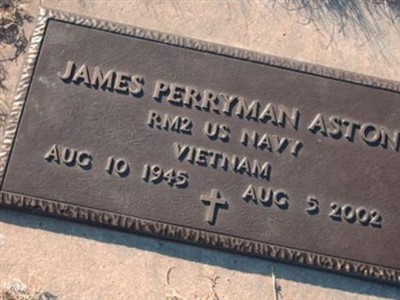 JAMES PERRYMAN ASTON
RM2 US NAVY
VIETNAM
AUG 10 1945 AUG 5 2002